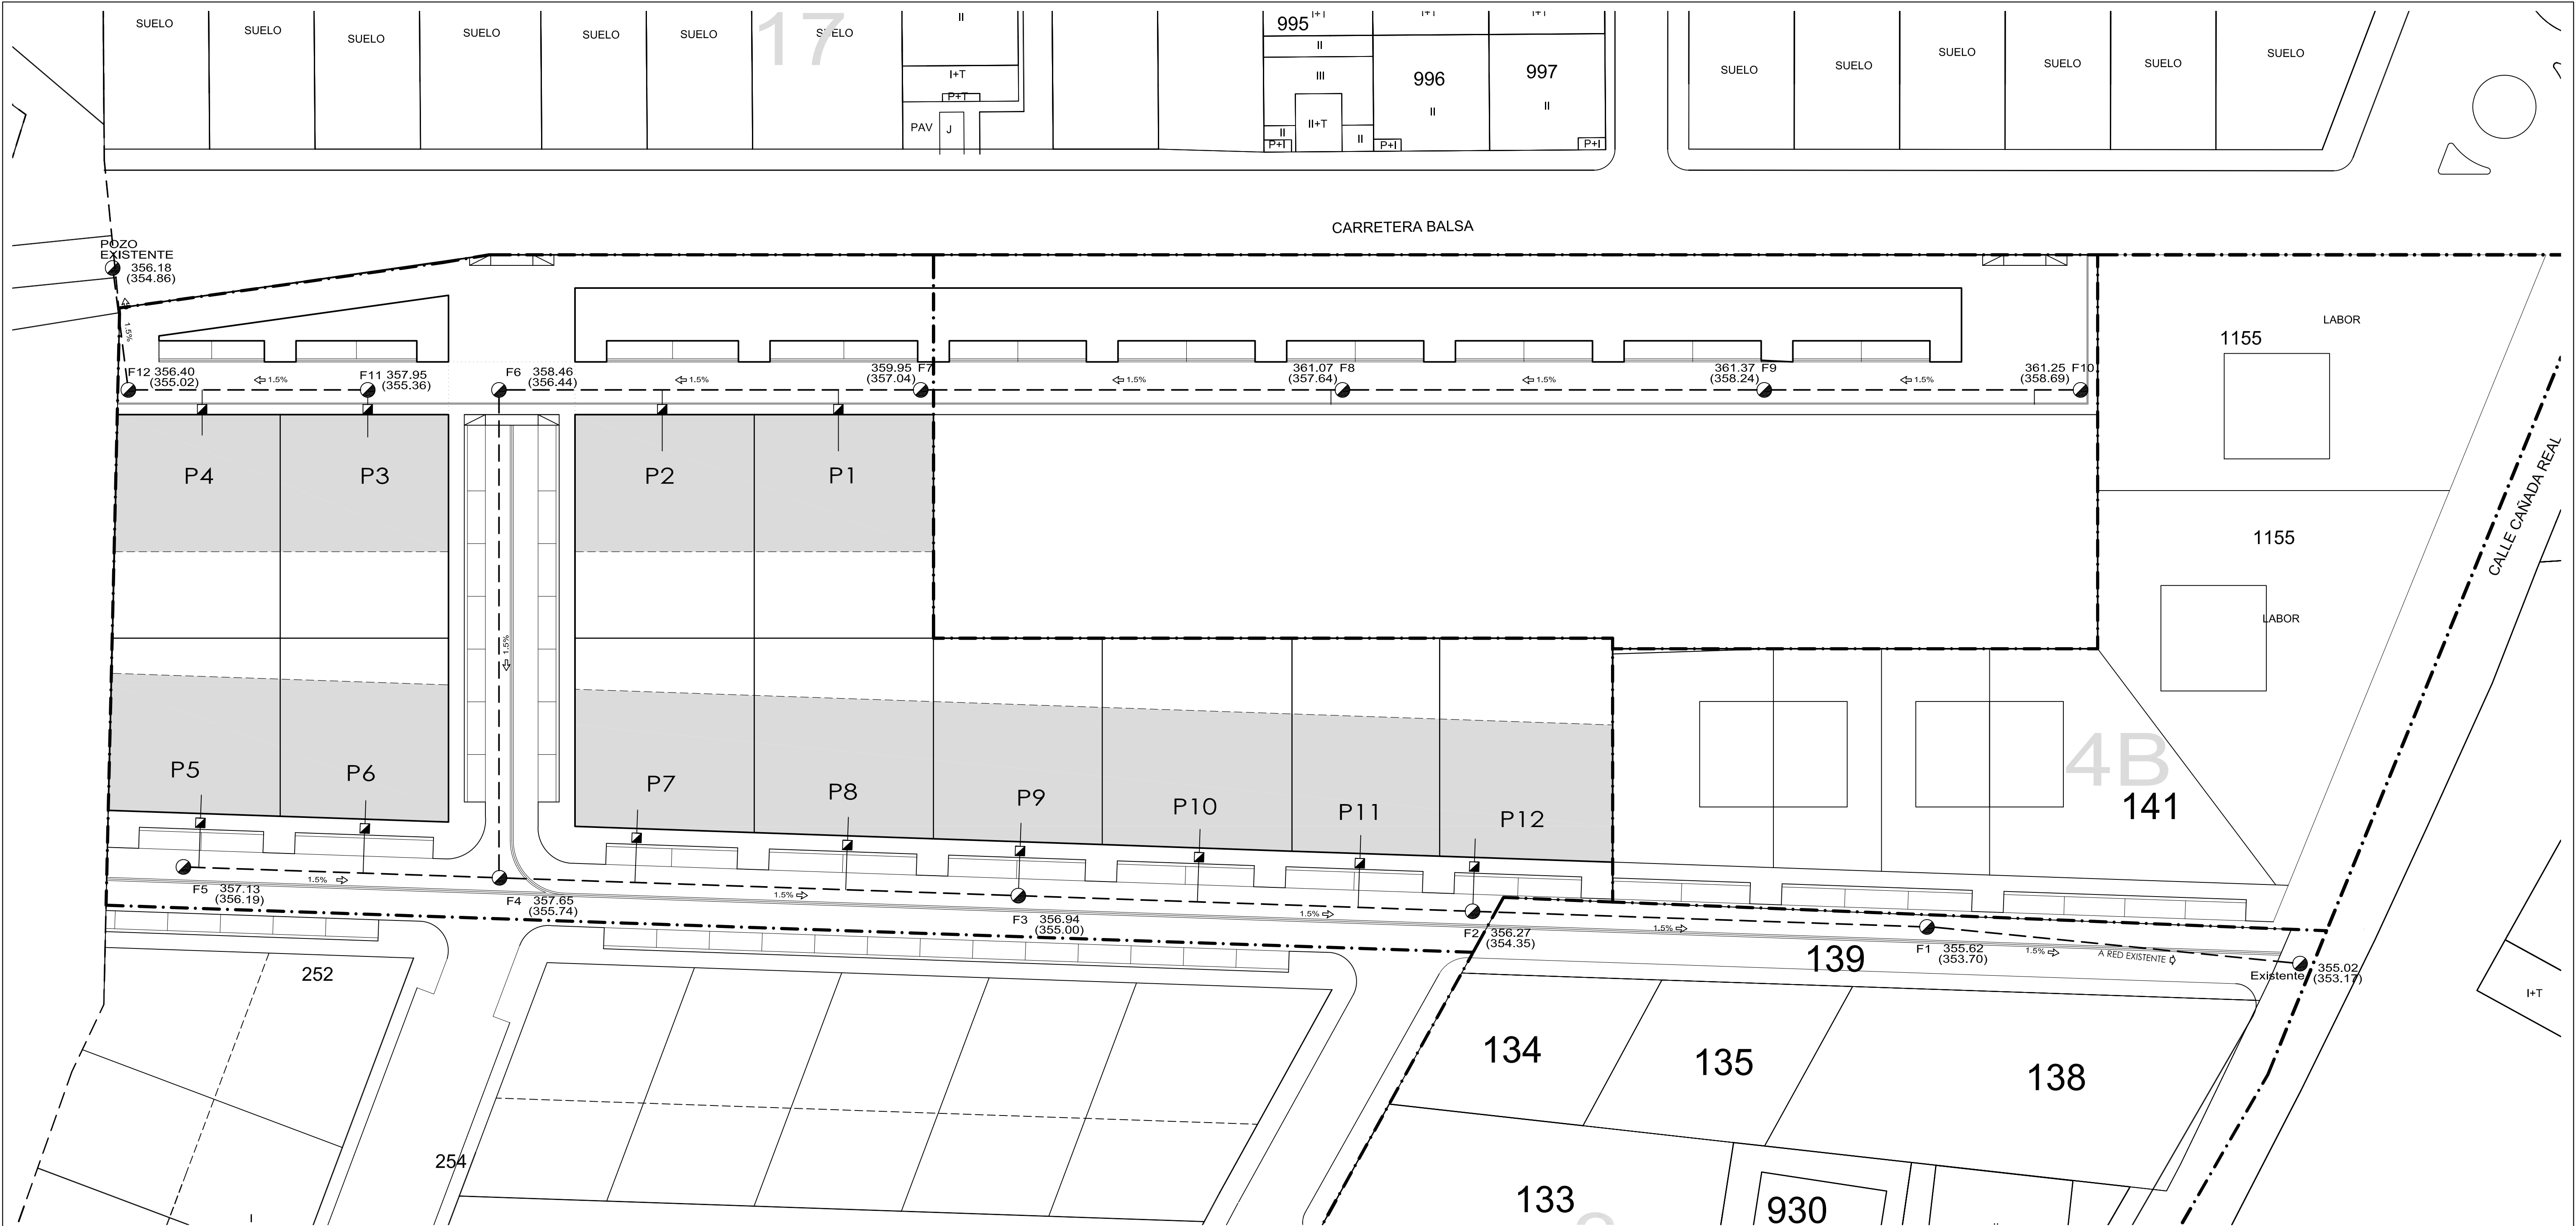 SUELO
SUELO
SUELO
SUELO
SUELO
SUELO
SUELO
17
II
I+T
P+T
PAV
J
995
I+T
I+T
I+T
II
III
II+T
II
II
P+I
P+I
P+I
996
II
997
II
SUELO
SUELO
SUELO
SUELO
SUELO
SUELO
CARRETERA BALSA
POZO
EXISTENTE
356.18
(354.86)
1.5%
F12 356.40
(355.02)
1.5%
F11 357.95
(355.36)
F6 358.46
(356.44)
1.5%
359.95 F7
(357.04)
1.5%
361.07 F8
(357.64)
1.5%
361.37 F9
(358.24)
1.5%
361.25 F10
(358.69)
LABOR
1155
P4
P3
P2
P1
CALLE CAÑADA REAL
1155
LABOR
1.5%
4B
141
P5
P6
P7
P8
P9
P10
P11
P12
F5 357.13
(356.19)
1.5%
F4 357.65
(355.74)
1.5%
F3 356.94
(355.00)
1.5%
F2 356.27
(354.35)
1.5%
F1 355.62
(353.70)
1.5%
A RED EXISTENTE
Existente
355.02
(353.17)
139
252
I+T
134
135
138
254
133
930
I